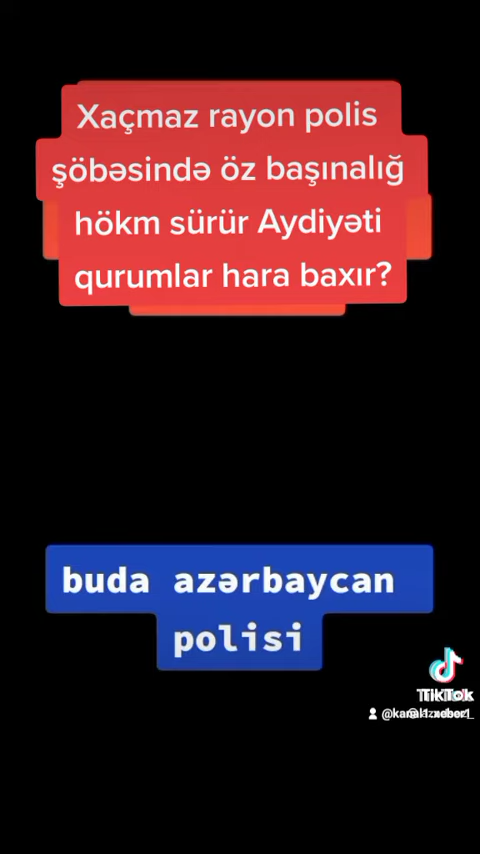 Xaçmaz rayon polis
şöbəsində öz başınalığ
hökm sürür Aydiyəti
qurumlar hara baxır?
buda azərbaycan
polisi
TikTok